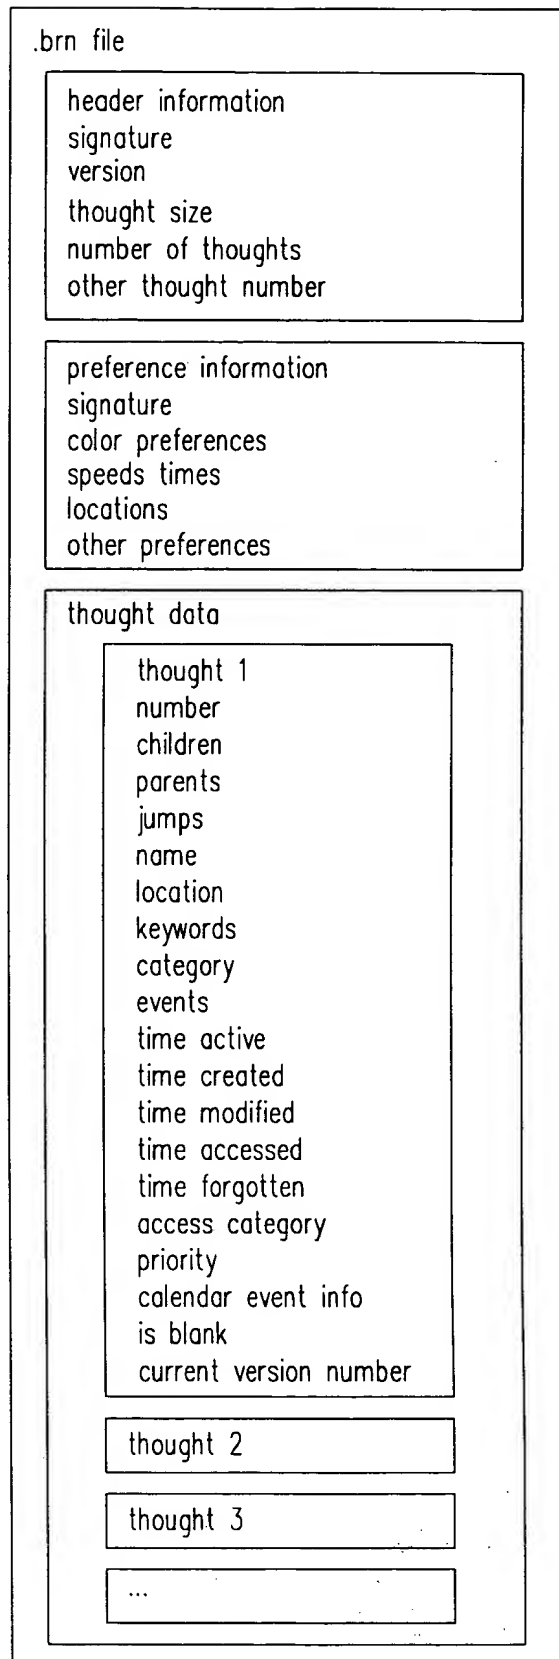 .brn file
header information
signature
version
thought size
number of thoughts
other thought number
preference information
signature
color preferences
speeds times
locations
other preferences
thought data
thought 1
number
children
parents
jumps
name
location
keywords
category
events
time active
time created
time modified
time accessed
time forgotten
access category
priority
calendar event info
is blank
current version number
thought 2
thought 3
...